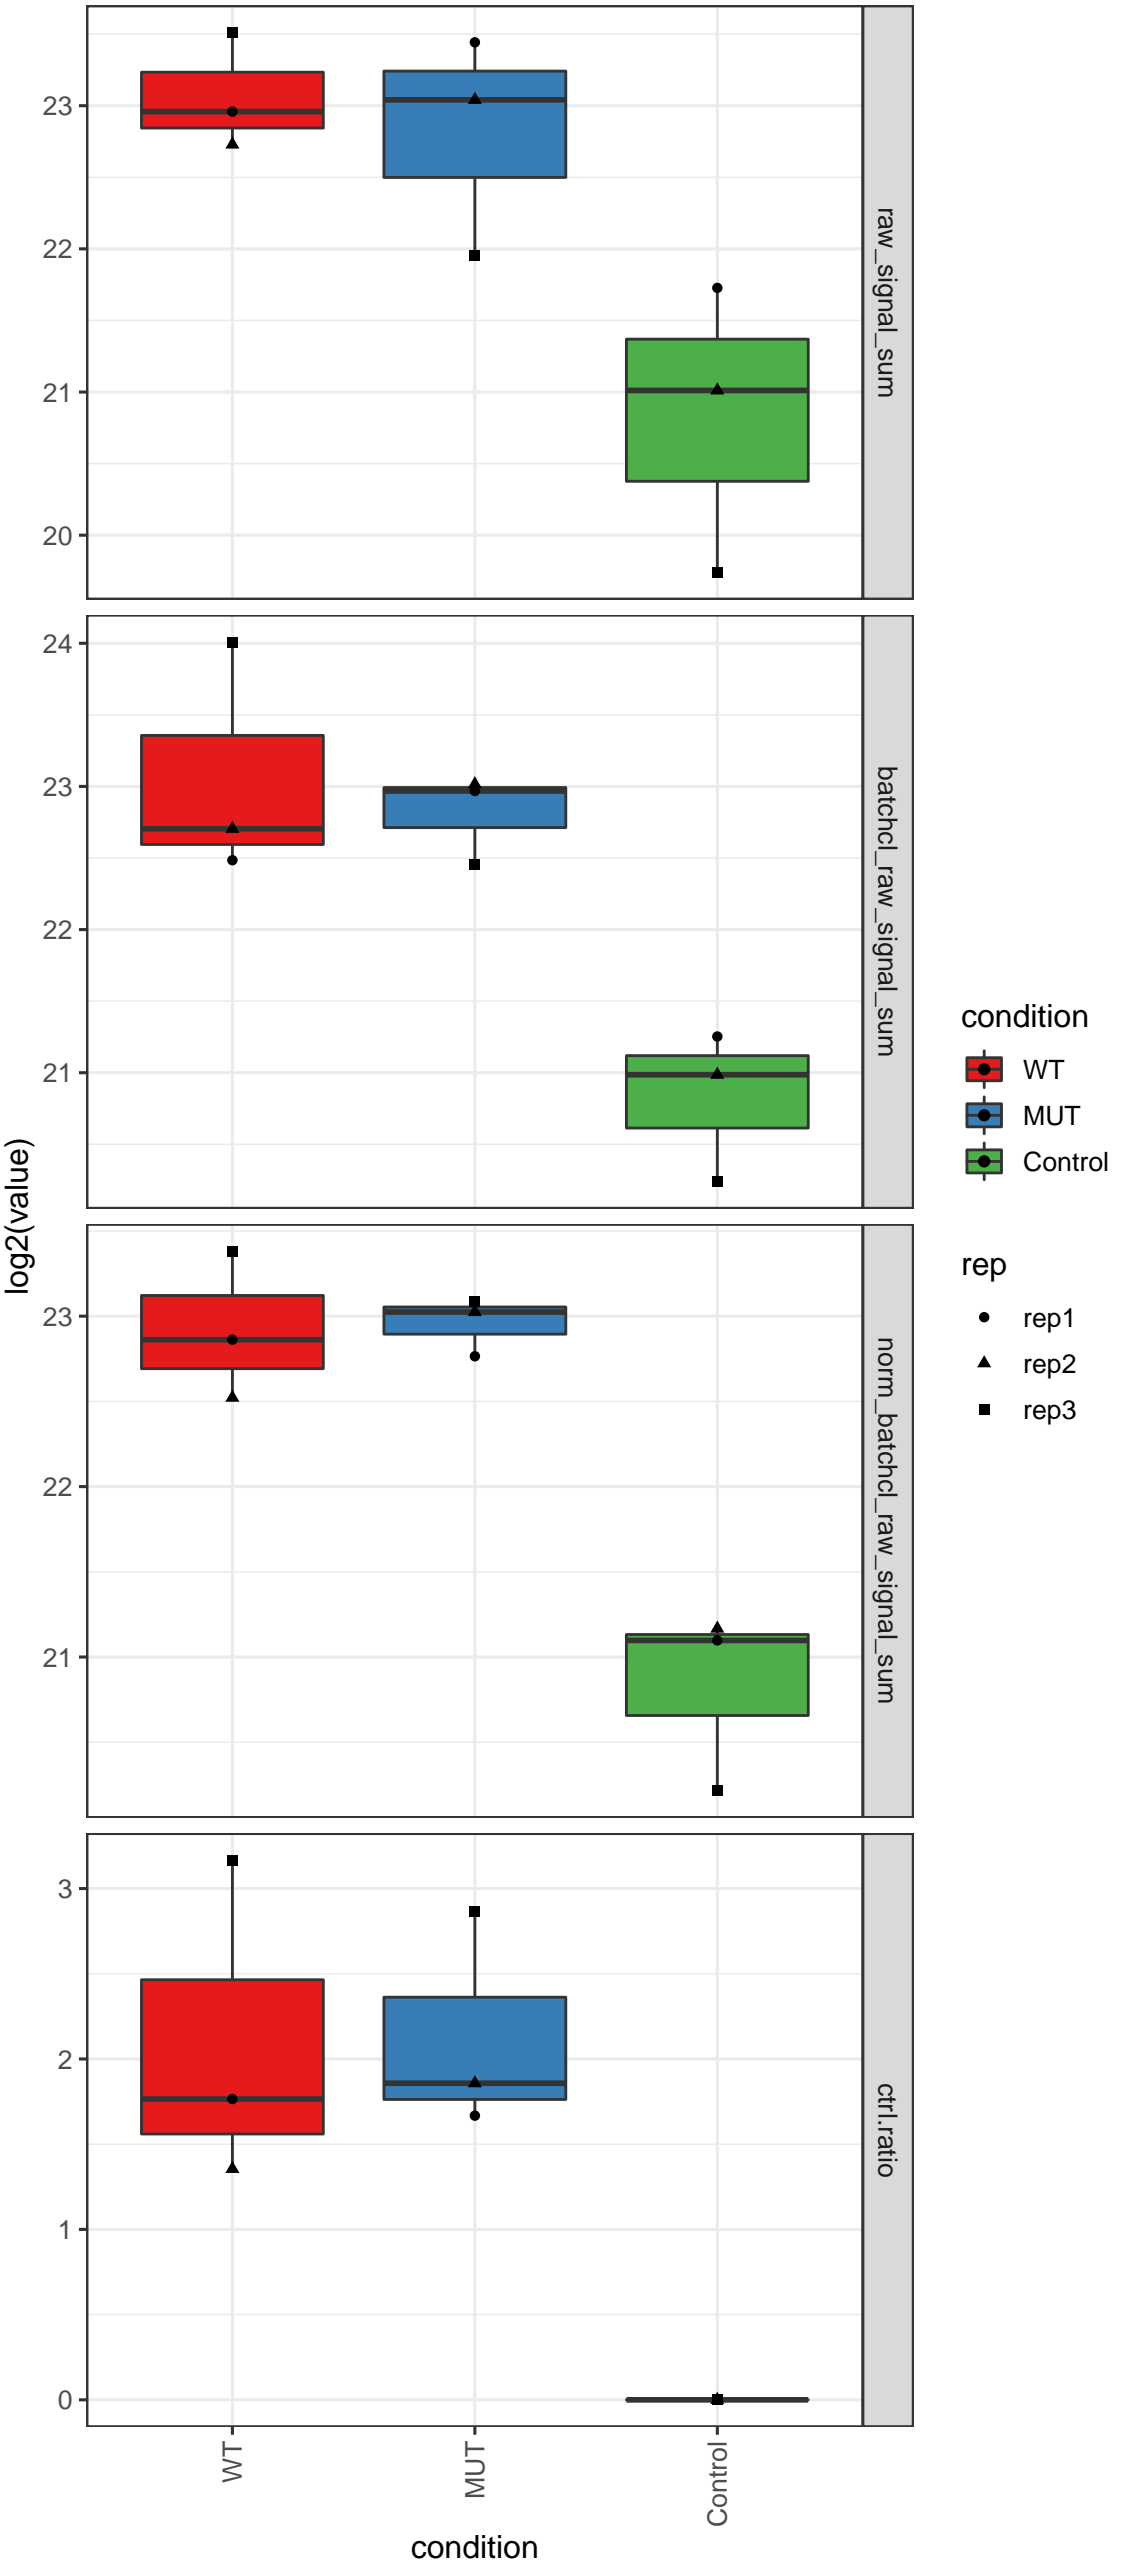 log2(value)
23
22
21
20
raw_signal_sum
24
23
22
21
batchcl_raw_signal_sum
23
22
21
norm_batchcl_raw_signal_sum
3
2
1
0
ctrl.ratio
WT
MUT
Control
condition
condition
WT
MUT
Control
rep
rep1
rep2
rep3